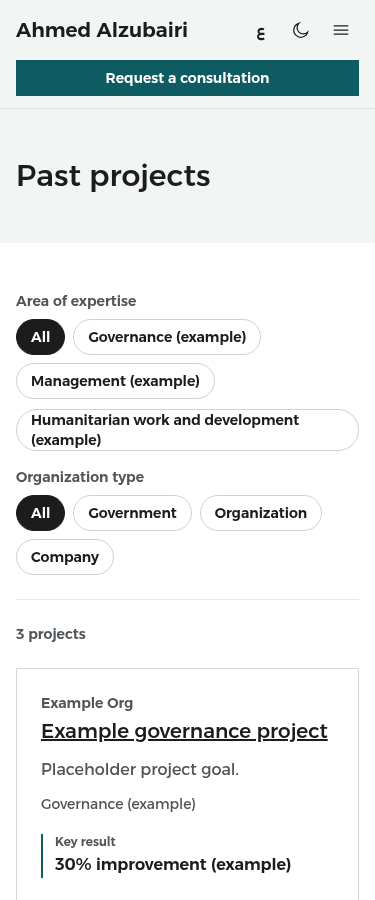 Ahmed Alzubairi
ع
Request a consultation
Past projects
Area of expertise
All
Governance (example)
Management (example)
Humanitarian work and development
(example)
Organization type
All
Government
Organization
Company
3 projects
Example Org
Example governance project
Placeholder project goal.
Governance (example)
Key result
30% improvement (example)